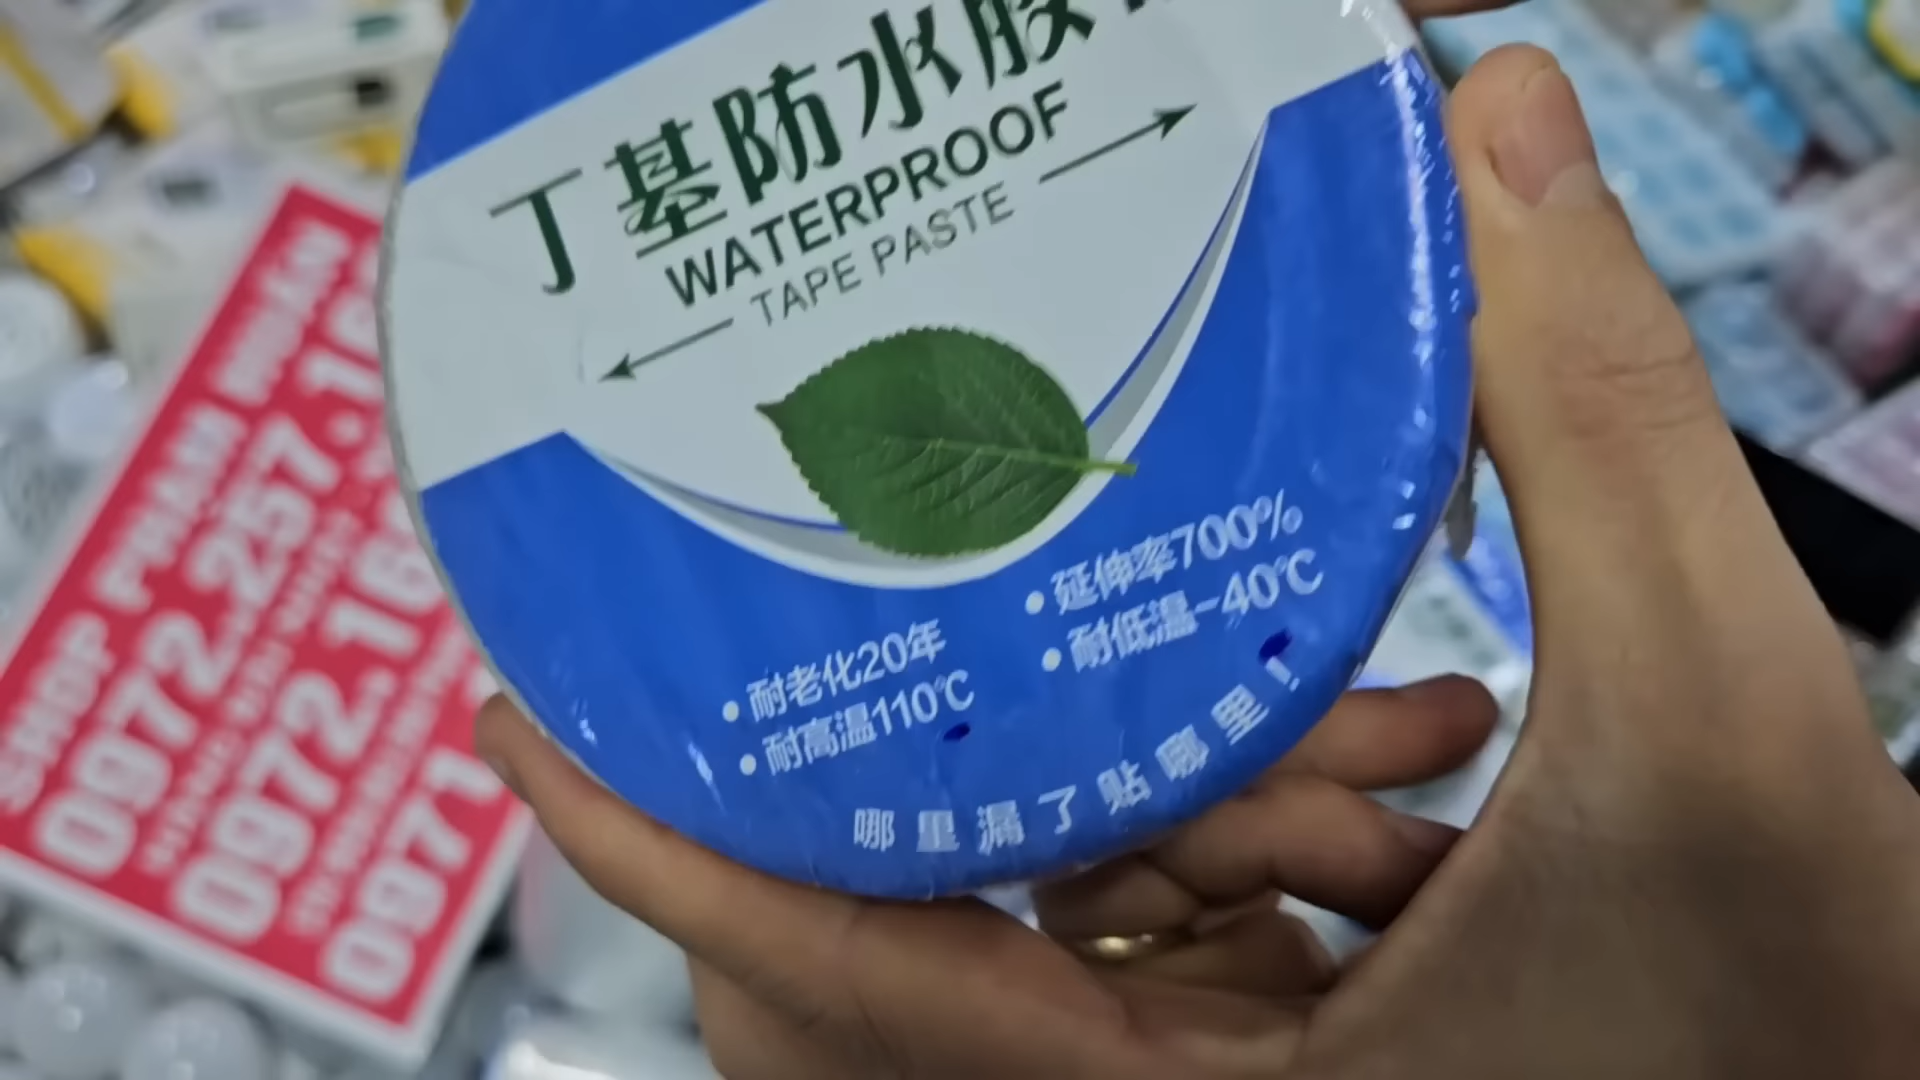 丁基防水胶
WATERPROOF
TAPE PASTE
• 延伸率700%
• 耐低温-40℃
• 耐老化20年
• 耐高温110℃
哪里漏了贴哪里!
SHOP PHẠM
0972.257.1
0972.16
0971